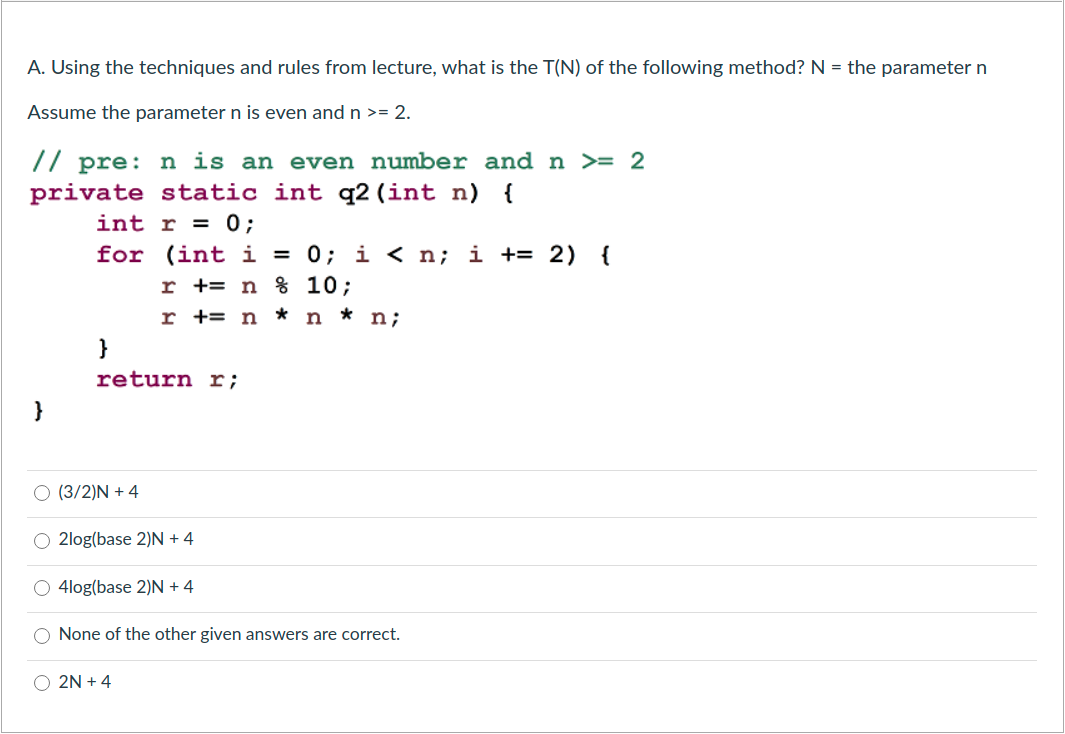 A. Using the techniques and rules from lecture, what is the T(N) of the following method? N = the parameter n
Assume the parameter n is even and n >= 2.
// pre: n is an even number and n >= 2
private static int q2(int n) {
    int r = 0;
    for (int i = 0; i < n; i += 2) {
        r += n % 10;
        r += n * n * n;
    }
    return r;
}
(3/2)N + 4
2log(base 2)N + 4
4log(base 2)N + 4
None of the other given answers are correct.
2N + 4